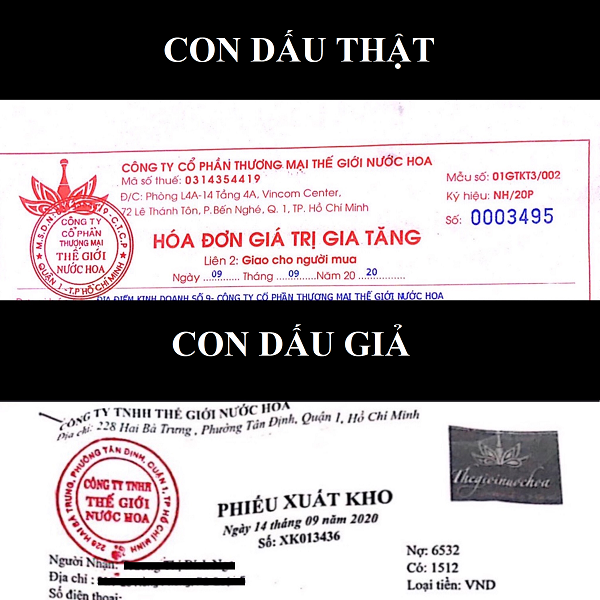 CON DẤU THẬT
CÔNG TY CỔ PHẦN THƯƠNG MẠI THẾ GIỚI NƯỚC HOA
Mã số thuế: 0314354419
Đ/C: Phòng L4A-14 Tầng 4A, Vincom Center,
72 Lê Thánh Tôn, P.Bến Nghé, Q. 1, TP. Hồ Chí Minh
Mẫu số: 01GTKT3/002
Ký hiệu: NH/20P
Số: 0003495
CÔNG TY
CỔ PHẦN
THƯƠNG MẠI
THẾ GIỚI
NƯỚC HOA
QUẬN 1 - T.P HỒ CHÍ MINH
HÓA ĐƠN GIÁ TRỊ GIA TĂNG
Liên 2: Giao cho người mua
Ngày 09 Tháng 09 Năm 20 20
ĐỊA ĐIỂM KINH DOANH SỐ 9- CÔNG TY CỔ PHẦN THƯƠNG MẠI THẾ GIỚI NƯỚC HOA
CON DẤU GIẢ
CÔNG TY TNHH THẾ GIỚI NƯỚC HOA
Địa chỉ: 228 Hai Bà Trưng, Phường Tân Định, Quận 1, Hồ Chí Minh
Thegioinuochoa
228 HAI BÀ TRƯNG, PHƯỜNG TÂN ĐỊNH, QUẬN 1, TP HỒ CHÍ MINH
CÔNG TY TNHH
THẾ GIỚI
NƯỚC HOA
PHIẾU XUẤT KHO
Ngày 14 tháng 09 năm 2020
Số: XK013436
Nợ: 6532
Có: 1512
Loại tiền: VND
Người Nhận:
Địa chỉ :
Số điện thoại: